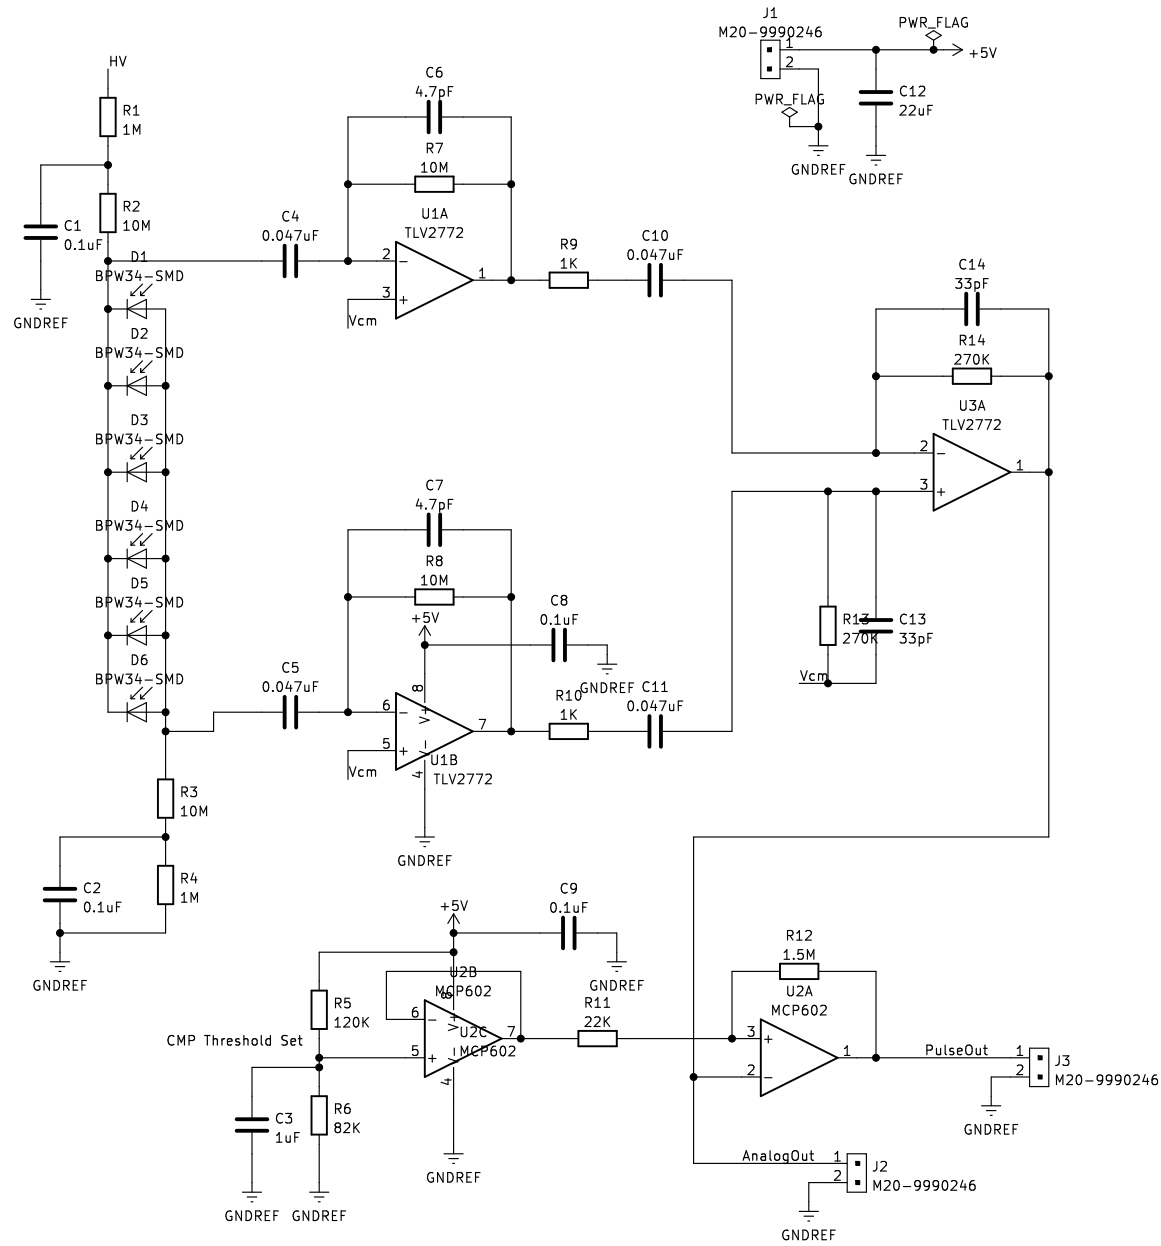 J1
M20-9990246
1
2
PWR_FLAG
+5V
PWR_FLAG
C12
22uF
GNDREF
GNDREF
HV
R1
1M
R2
10M
C1
0.1uF
GNDREF
D1
BPW34-SMD
D2
BPW34-SMD
D3
BPW34-SMD
D4
BPW34-SMD
D5
BPW34-SMD
D6
BPW34-SMD
C4
0.047uF
C6
4.7pF
R7
10M
U1A
TLV2772
2
3
1
−
+
Vcm
R9
1K
C10
0.047uF
C14
33pF
R14
270K
U3A
TLV2772
2
3
1
−
+
R13
270K
C13
33pF
Vcm
C5
0.047uF
C7
4.7pF
R8
10M
+5V
C8
0.1uF
GNDREF
8
V+
6
5
7
−
+
V-
4
Vcm
U1B
TLV2772
GNDREF
R10
1K
C11
0.047uF
R3
10M
R4
1M
C2
0.1uF
GNDREF
+5V
C9
0.1uF
GNDREF
U2B
MCP602
8
V+
6
5
7
−
+
V-
4
U2C
MCP602
GNDREF
R5
120K
CMP Threshold Set
R6
82K
C3
1uF
GNDREF
GNDREF
R11
22K
R12
1.5M
U2A
MCP602
3
2
1
+
−
PulseOut
1
2
J3
M20-9990246
GNDREF
AnalogOut
1
2
J2
M20-9990246
GNDREF